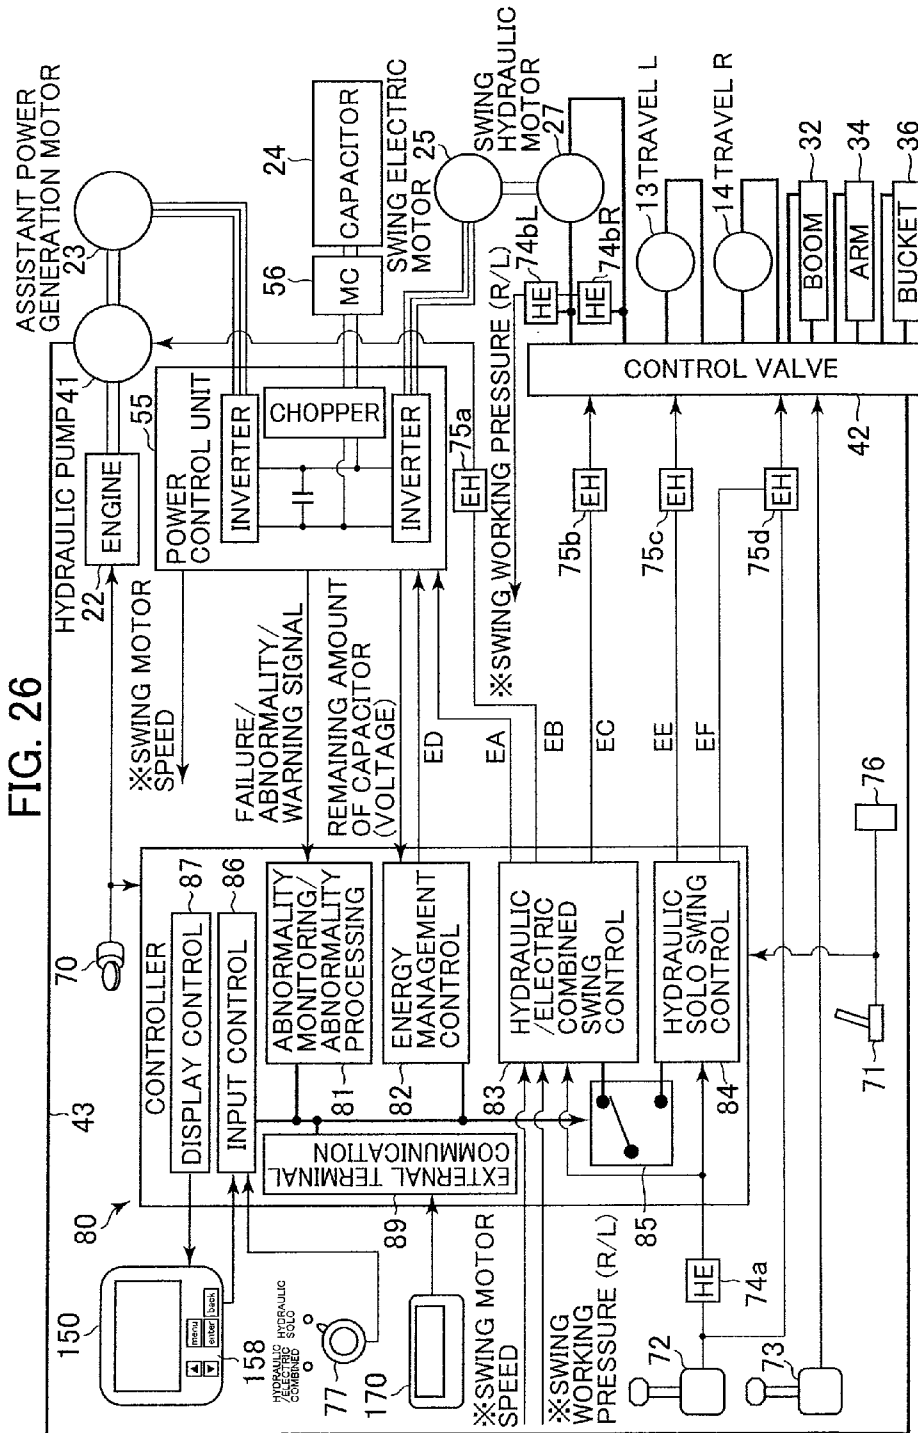 FIG. 26
43
80
70
HYDRAULIC PUMP 41
22
ENGINE
ASSISTANT POWER
GENERATION MOTOR
23
※SWING MOTOR
SPEED
55
POWER
CONTROL UNIT
INVERTER
CHOPPER
INVERTER
56
MC
24
CAPACITOR
SWING ELECTRIC
MOTOR
25
SWING
HYDRAULIC
MOTOR
27
FAILURE/
ABNORMALITY/
WARNING SIGNAL
REMAINING AMOUNT
OF CAPACITOR
(VOLTAGE)
ED
EA
EB
EC
EE
EF
75a
EH
75b
EH
75c
EH
75d
EH
※SWING WORKING PRESSURE (R/L)
74bL
HE
74bR
HE
13 TRAVEL L
14 TRAVEL R
CONTROL VALVE
42
BOOM
32
ARM
34
BUCKET
36
CONTROLLER
DISPLAY CONTROL
87
INPUT CONTROL
86
ABNORMALITY
MONITORING/
ABNORMALITY
PROCESSING
81
ENERGY
MANAGEMENT
CONTROL
82
EXTERNAL TERMINAL
COMMUNICATION
89
HYDRAULIC
/ELECTRIC
COMBINED
SWING
CONTROL
83
HYDRAULIC
SOLO SWING
CONTROL
84
85
150
menu
enter
back
▲
▼
158
HYDRAULIC
/ELECTRIC
COMBINED
HYDRAULIC
SOLO
77
170
※SWING MOTOR
SPEED
※SWING
WORKING
PRESSURE (R/L)
HE
74a
72
73
71
76